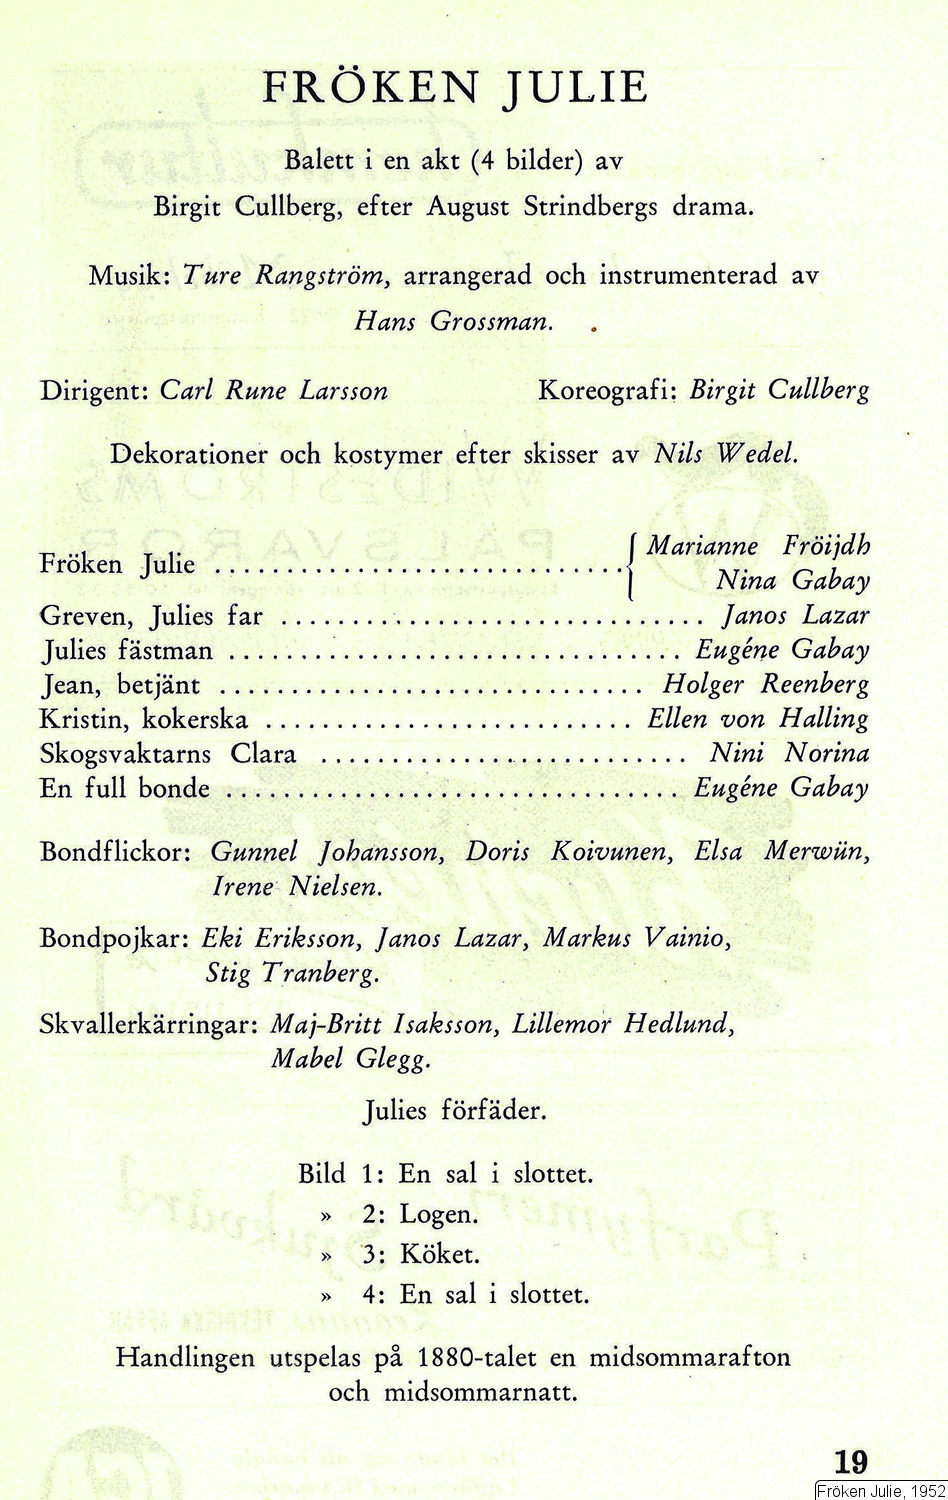 FRÖKEN JULIE
Balett i en akt (4 bilder) av
Birgit Cullberg, efter August Strindbergs drama.
Musik: Ture Rangström, arrangerad och instrumenterad av
Hans Grossman.
Dirigent: Carl Rune Larsson Koreografi: Birgit Cullberg
Dekorationer och kostymer efter skisser av Nils Wedel.
Fröken Julie ............................. { Marianne Fröijdh
Nina Gabay
Greven, Julies far .............................. Janos Lazar
Julies fästman ................................ Eugéne Gabay
Jean, betjänt .............................. Holger Reenberg
Kristin, kokerska .......................... Ellen von Halling
Skogsvaktarns Clara .......................... Nini Norina
En full bonde ................................ Eugéne Gabay
Bondflickor: Gunnel Johansson, Doris Koivunen, Elsa Merwün,
Irene Nielsen.
Bondpojkar: Eki Eriksson, Janos Lazar, Markus Vainio,
Stig Tranberg.
Skvallerkärringar: Maj-Britt Isaksson, Lillemor Hedlund,
Mabel Glegg.
Julies förfäder.
Bild 1: En sal i slottet.
» 2: Logen.
» 3: Köket.
» 4: En sal i slottet.
Handlingen utspelas på 1880-talet en midsommarafton
och midsommarnatt.
19
Fröken Julie, 1952